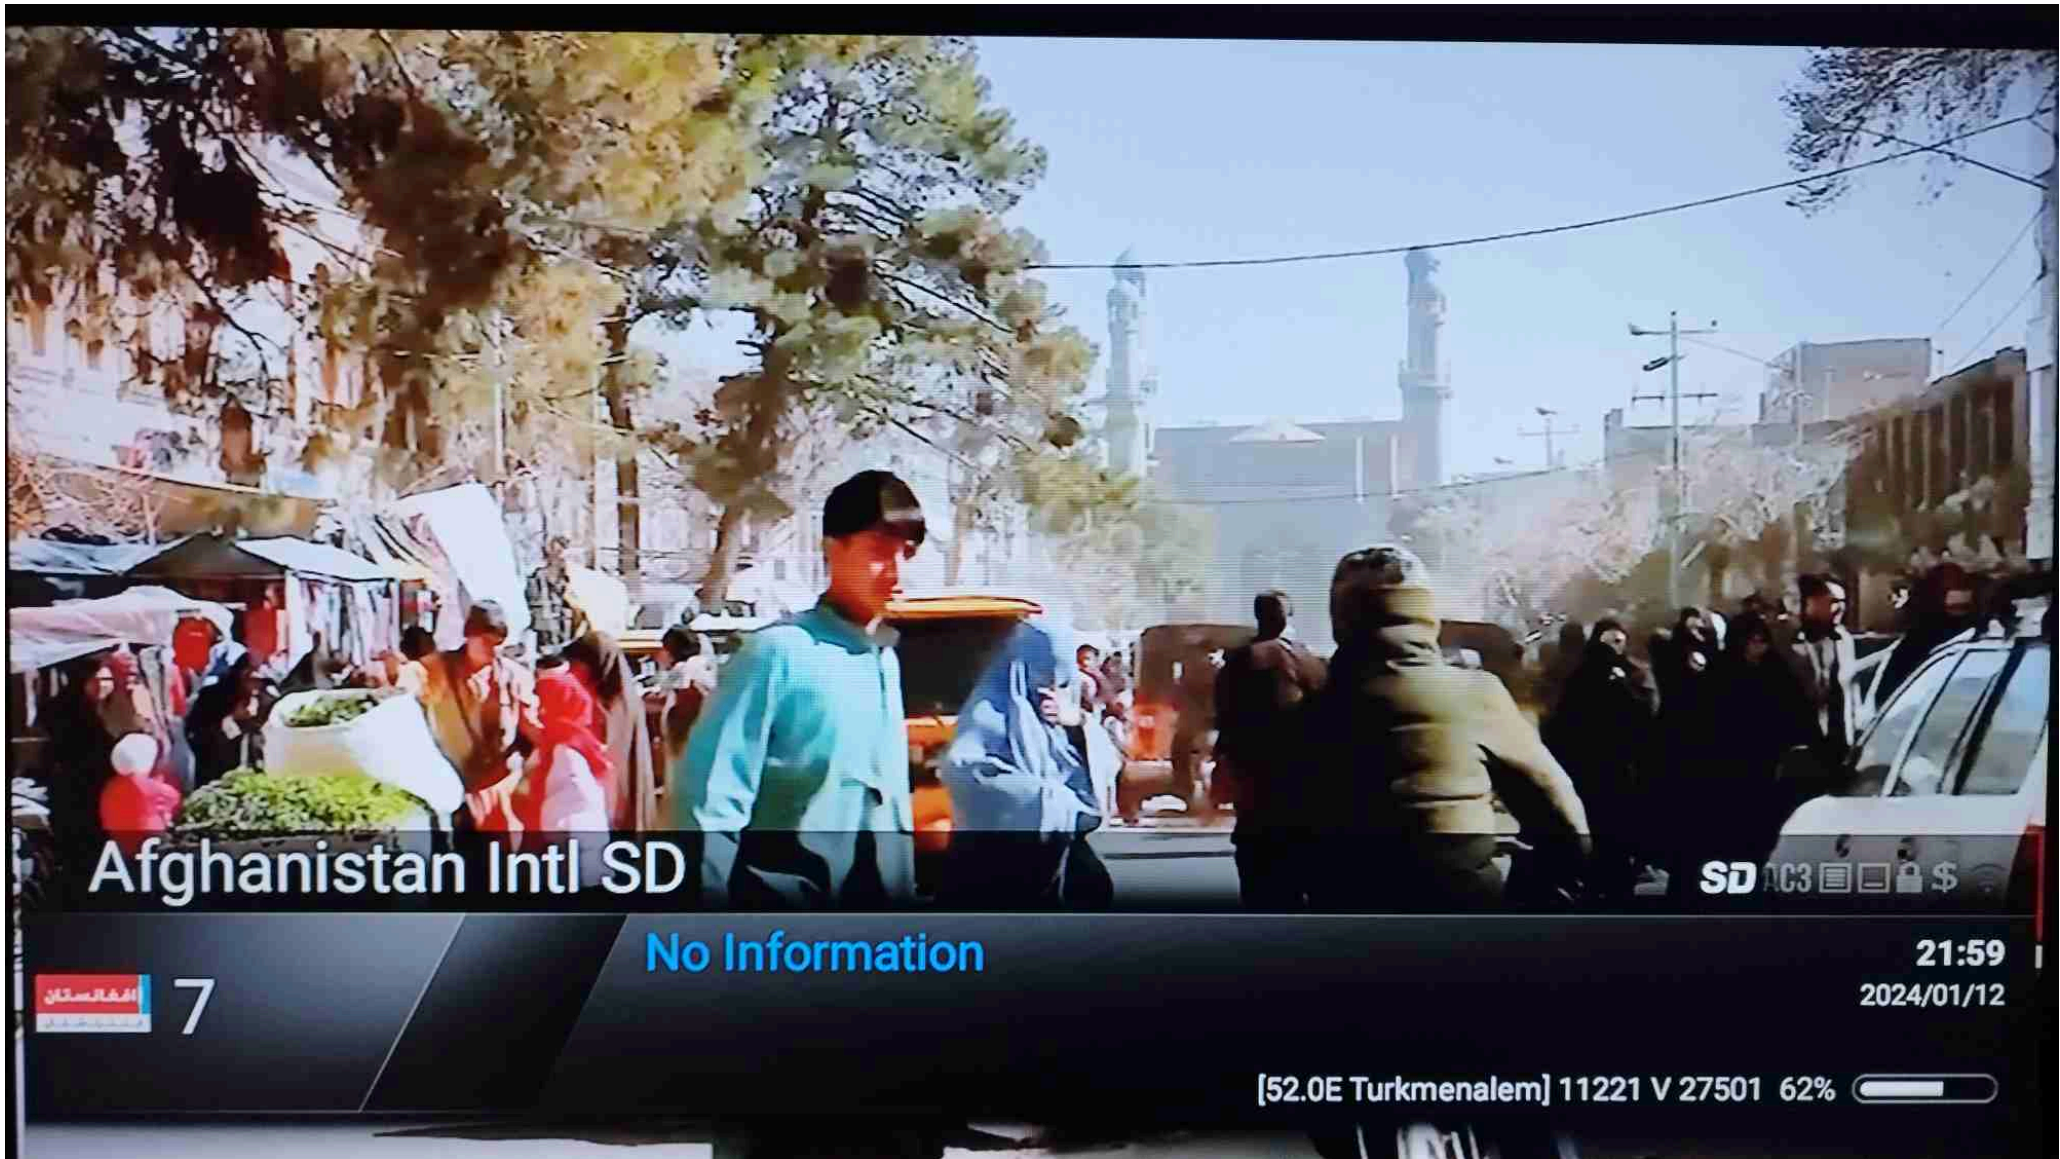 Afghanistan Intl SD
SD AC3 $
No Information
21:59
افغانستان
7
2024/01/12
[52.0E Turkmenalem] 11221 V 27501 62%